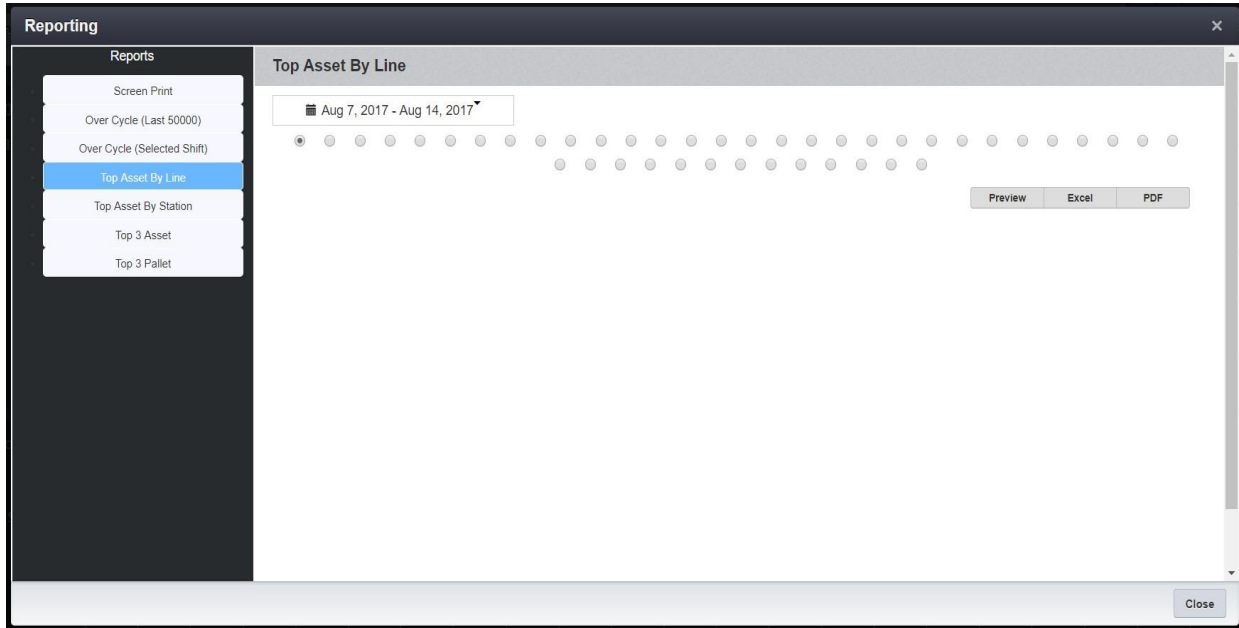 Reporting
×
Reports
Screen Print
Over Cycle (Last 50000)
Over Cycle (Selected Shift)
Top Asset By Line
Top Asset By Station
Top 3 Asset
Top 3 Pallet
Top Asset By Line
Aug 7, 2017 - Aug 14, 2017
Preview Excel PDF
Close